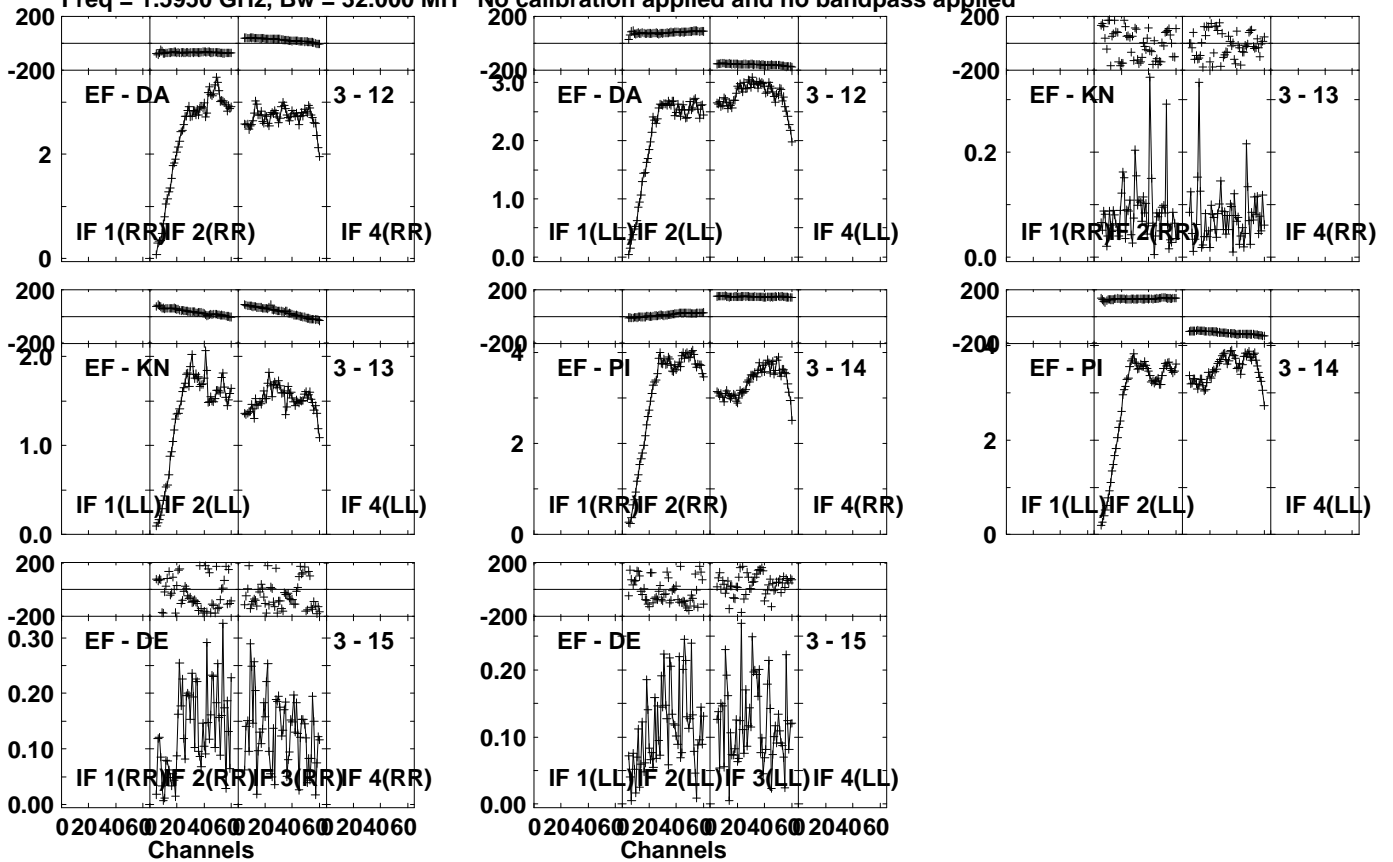 Freq = 1.5950 GHz, Bw = 32.000 MH No calibration applied and no bandpass applied
200
-200
EF - DA 3 - 12
2
0
IF 1(RR) IF 2(RR) IF 4(RR)
EF - DA 3 - 12
3.0
2.0
1.0
0.0
IF 1(LL) IF 2(LL) IF 4(LL)
200
-200
EF - KN 3 - 13
0.2
0.0
IF 1(RR) IF 2(RR) IF 4(RR)
200
-200
EF - KN 3 - 13
2.0
1.0
0.0
IF 1(LL) IF 2(LL) IF 4(LL)
200
-200
EF - PI 3 - 14
4
2
0
IF 1(RR) IF 2(RR) IF 4(RR)
200
-200
EF - PI 3 - 14
4
2
0
IF 1(LL) IF 2(LL) IF 4(LL)
200
-200
EF - DE 3 - 15
0.30
0.20
0.10
0.00
IF 1(RR) IF 2(RR) IF 3(RR) IF 4(RR)
0 20 40 60 0 20 40 60 0 20 40 60 0 20 40 60
Channels
200
-200
EF - DE 3 - 15
0.20
0.10
0.00
IF 1(LL) IF 2(LL) IF 3(LL) IF 4(LL)
0 20 40 60 0 20 40 60 0 20 40 60 0 20 40 60
Channels